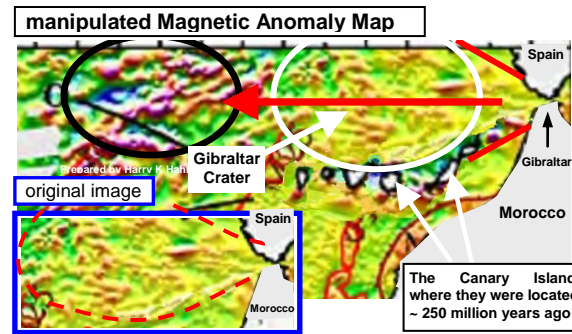 manipulated Magnetic Anomaly Map
Spain
Gibraltar
Crater
Gibraltar
Prepared by Harry K Hahn
original image
Morocco
Spain
Morocco
The Canary Island
where they were located
~ 250 million years ago